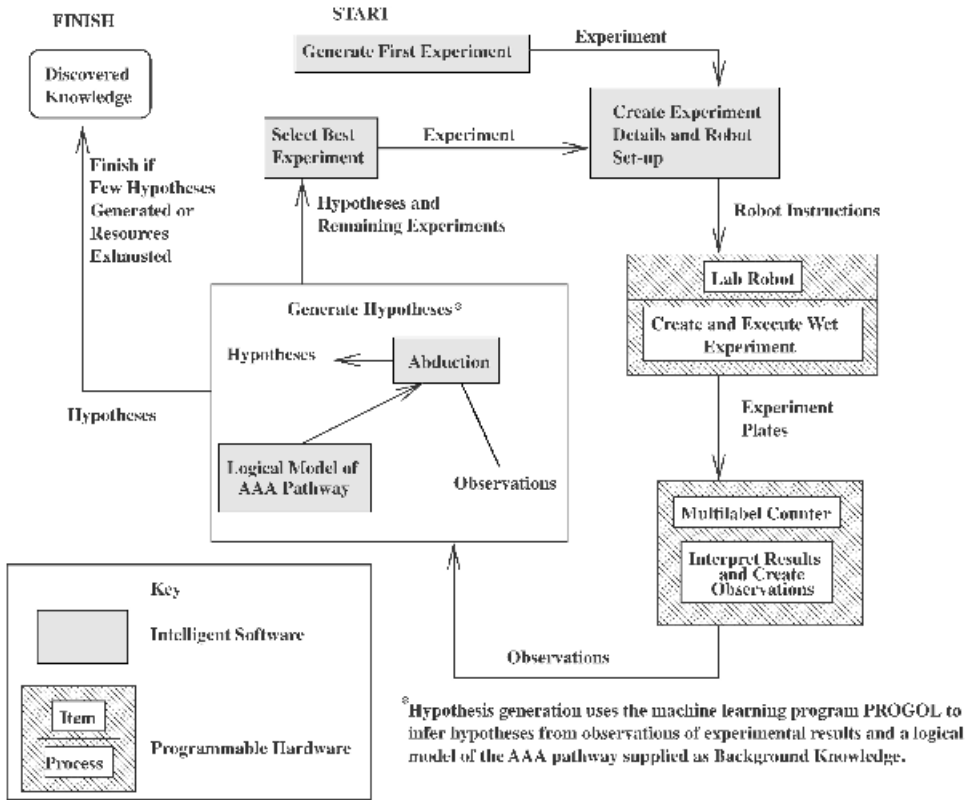 FINISH
START
Generate First Experiment
Experiment
Discovered
Knowledge
Create Experiment
Details and Robot
Set-up
Select Best
Experiment
Experiment
Finish if
Few Hypotheses
Generated or
Resources
Exhausted
Hypotheses and
Remaining Experiments
Robot Instructions
Lab Robot
Create and Execute Wet
Experiment
Generate Hypotheses*
Hypotheses
Abduction
Hypotheses
Logical Model of
AAA Pathway
Observations
Experiment
Plates
Multilabel Counter
Interpret Results
and Create
Observations
Observations
Key
Intelligent Software
Item
Process
Programmable Hardware
*Hypothesis generation uses the machine learning program PROGOL to
infer hypotheses from observations of experimental results and a logical
model of the AAA pathway supplied as Background Knowledge.